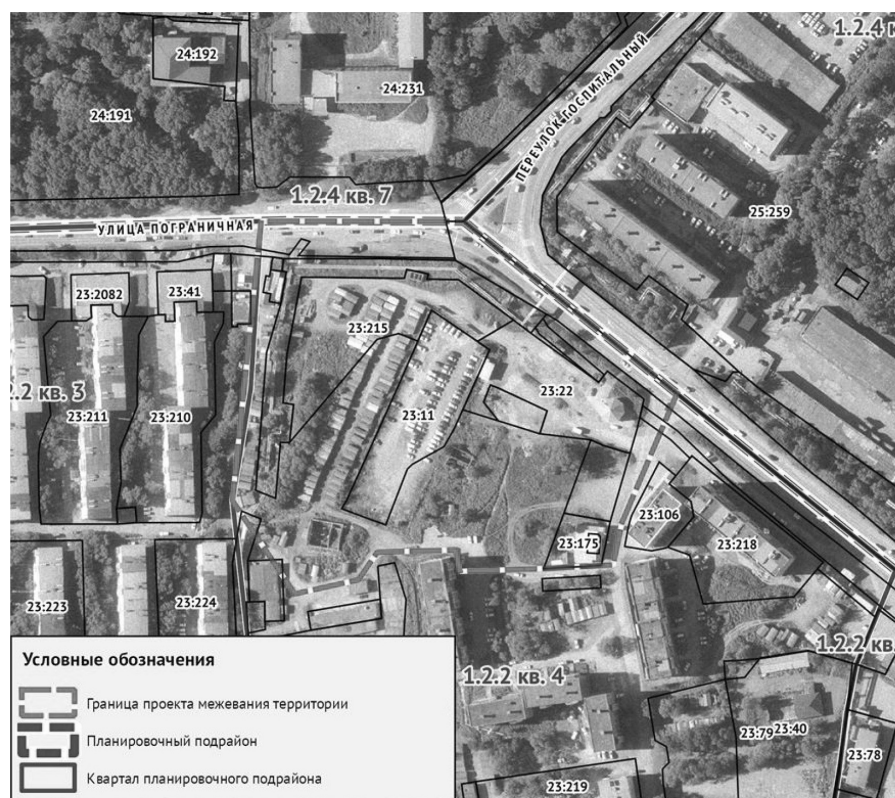 24:192
1.2.4 к
24:231
24:191
ПЕРЕУЛОК ГОСПИТАЛЬНЫЙ
1.2.4 кв. 7
25:259
УЛИЦА ПОГРАНИЧНАЯ
23:2082
23:41
23:215
2.2 кв. 3
23:22
23:11
23:211
23:210
23:106
23:175
23:218
23:223
23:224
1.2.2 кв.
1.2.2 кв. 4
23:79
23:40
23:78
23:219
Условные обозначения
Граница проекта межевания территории
Планировочный подрайон
Квартал планировочного подрайона